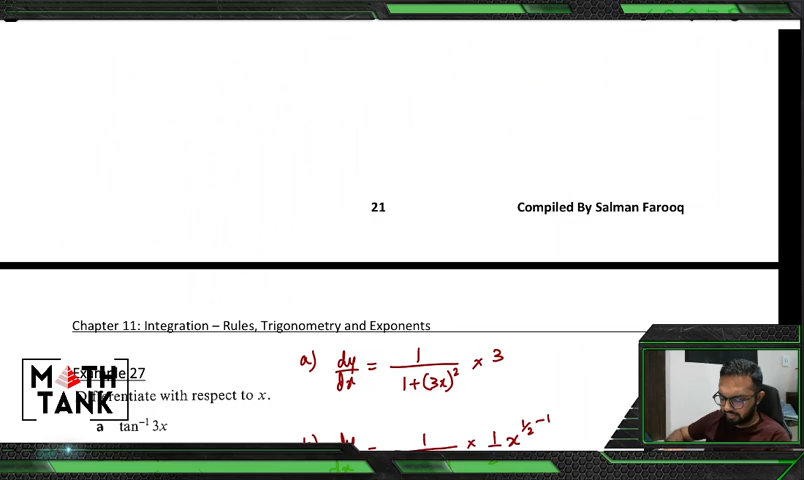 21 Compiled By Salman Farooq
Chapter 11: Integration – Rules, Trigonometry and Exponents
a) dy/dx = 1/(1+(3x)²) × 3
MATH
TANK
Example 27
Differentiate with respect to x.
a tan⁻¹ 3x